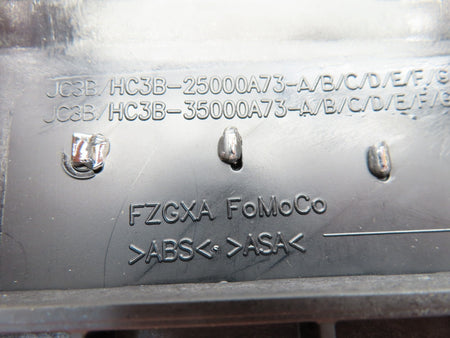 JC3B/HC3B-25000A73-A/B/C/D/E/F/G
JC3B/HC3B-35000A73-A/B/C/D/E/F/G
FZGXA FoMoCo
>ABS<.>ASA<